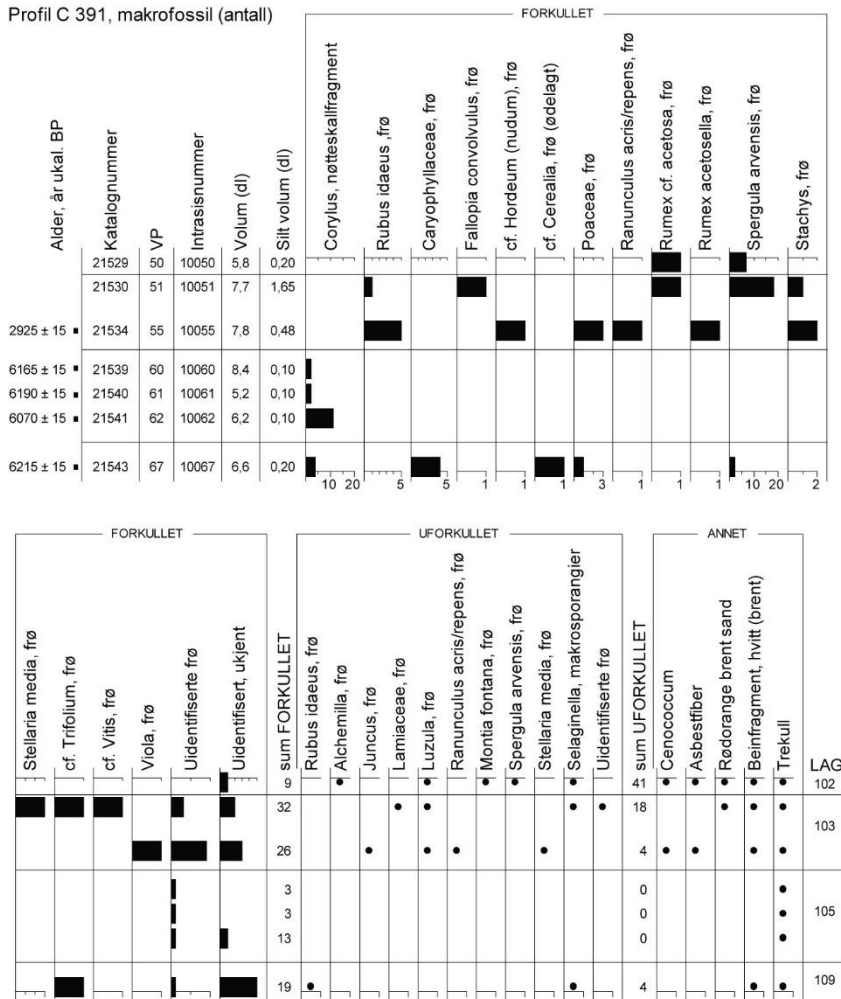 Profil C 391, makrofossil (antall)
FORKULLET
Alder, år ukal. BP
Katalognummer
VP
Intrasisnummer
Volum (dl)
Silt volum (dl)
Corylus, nøtteskallfragment
Rubus idaeus ,frø
Caryophyllaceae, frø
Fallopia convolvulus, frø
cf. Hordeum (nudum), frø
cf. Cerealia, frø (ødelagt)
Poaceae, frø
Ranunculus acris/repens, frø
Rumex cf. acetosa, frø
Rumex acetosella, frø
Spergula arvensis, frø
Stachys, frø
21529 50 10050 5,8 0,20
21530 51 10051 7,7 1,65
2925 ± 15 21534 55 10055 7,8 0,48
6165 ± 15 21539 60 10060 8,4 0,10
6190 ± 15 21540 61 10061 5,2 0,10
6070 ± 15 21541 62 10062 6,2 0,10
6215 ± 15 21543 67 10067 6,6 0,20
10 20 5 5 1 1 1 3 1 1 1 10 20 2
FORKULLET UFORKULLET ANNET
Stellaria media, frø
cf. Trifolium, frø
cf. Vitis, frø
Viola, frø
Uidentifiserte frø
Uidentifisert, ukjent
sum FORKULLET
Rubus idaeus, frø
Alchemilla, frø
Juncus, frø
Lamiaceae, frø
Luzula, frø
Ranunculus acris/repens, frø
Montia fontana, frø
Spergula arvensis, frø
Stellaria media, frø
Selaginella, makrosporangier
Uidentifiserte frø
sum UFORKULLET
Cenococcum
Asbestfiber
Rødorange brent sand
Beinfragment, hvitt (brent)
Trekull
LAG
9 41 102
32 18
103
26 4
3 0
3 0 105
13 0
19 4 109